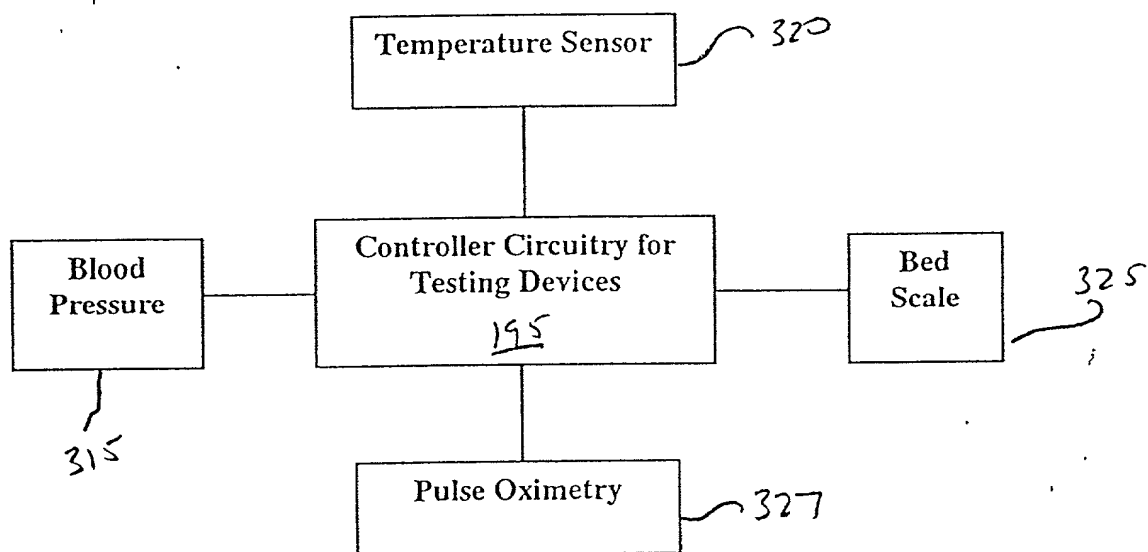 Temperature Sensor
320
Controller Circuitry for
Testing Devices
195
Blood
Pressure
315
Bed
Scale
325
Pulse Oximetry
327